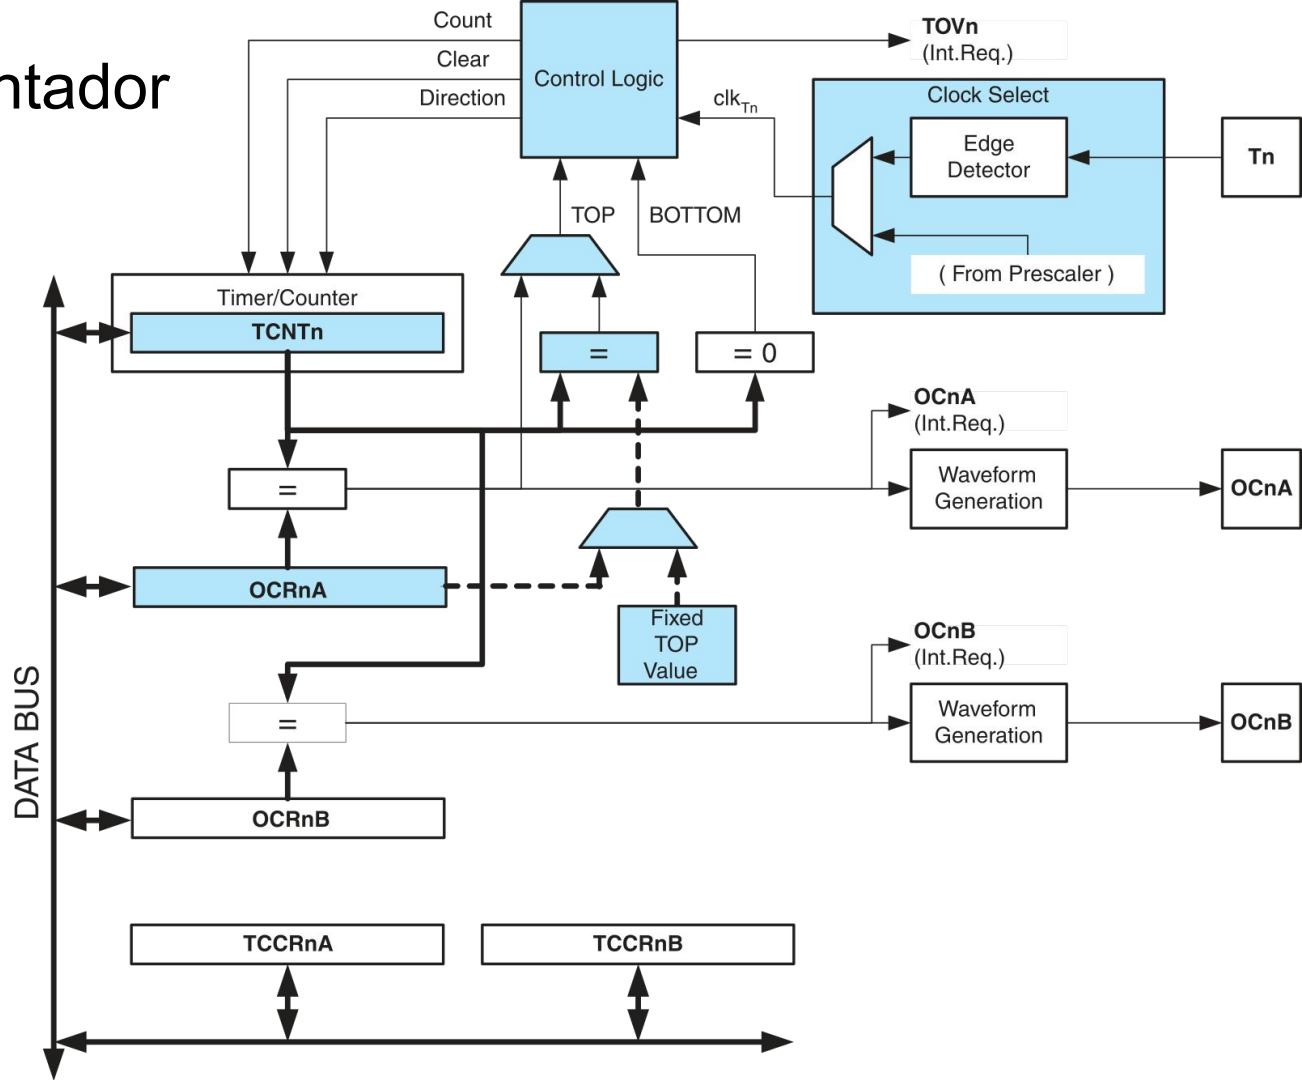 ntador
Count
Clear
Direction
Control Logic
TOVn
(Int.Req.)
clkTn
Clock Select
Edge
Detector
Tn
( From Prescaler )
TOP
BOTTOM
Timer/Counter
TCNTn
=
= 0
OCnA
(Int.Req.)
=
Waveform
Generation
OCnA
OCRnA
Fixed
TOP
Value
OCnB
(Int.Req.)
=
Waveform
Generation
OCnB
OCRnB
DATA BUS
TCCRnA
TCCRnB